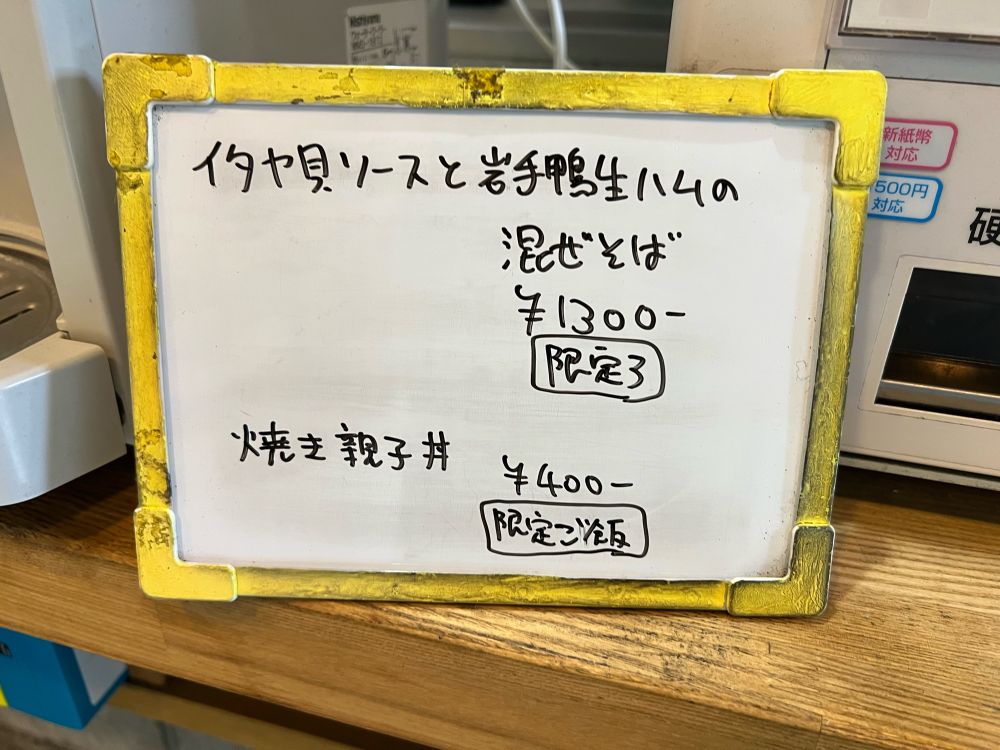 イタヤ貝ソースと岩手鴨生ハムの
混ぜそば
¥1300-
限定3
焼き親子丼
¥400-
限定ご飯
新紙幣
対応
500円
対応
硬